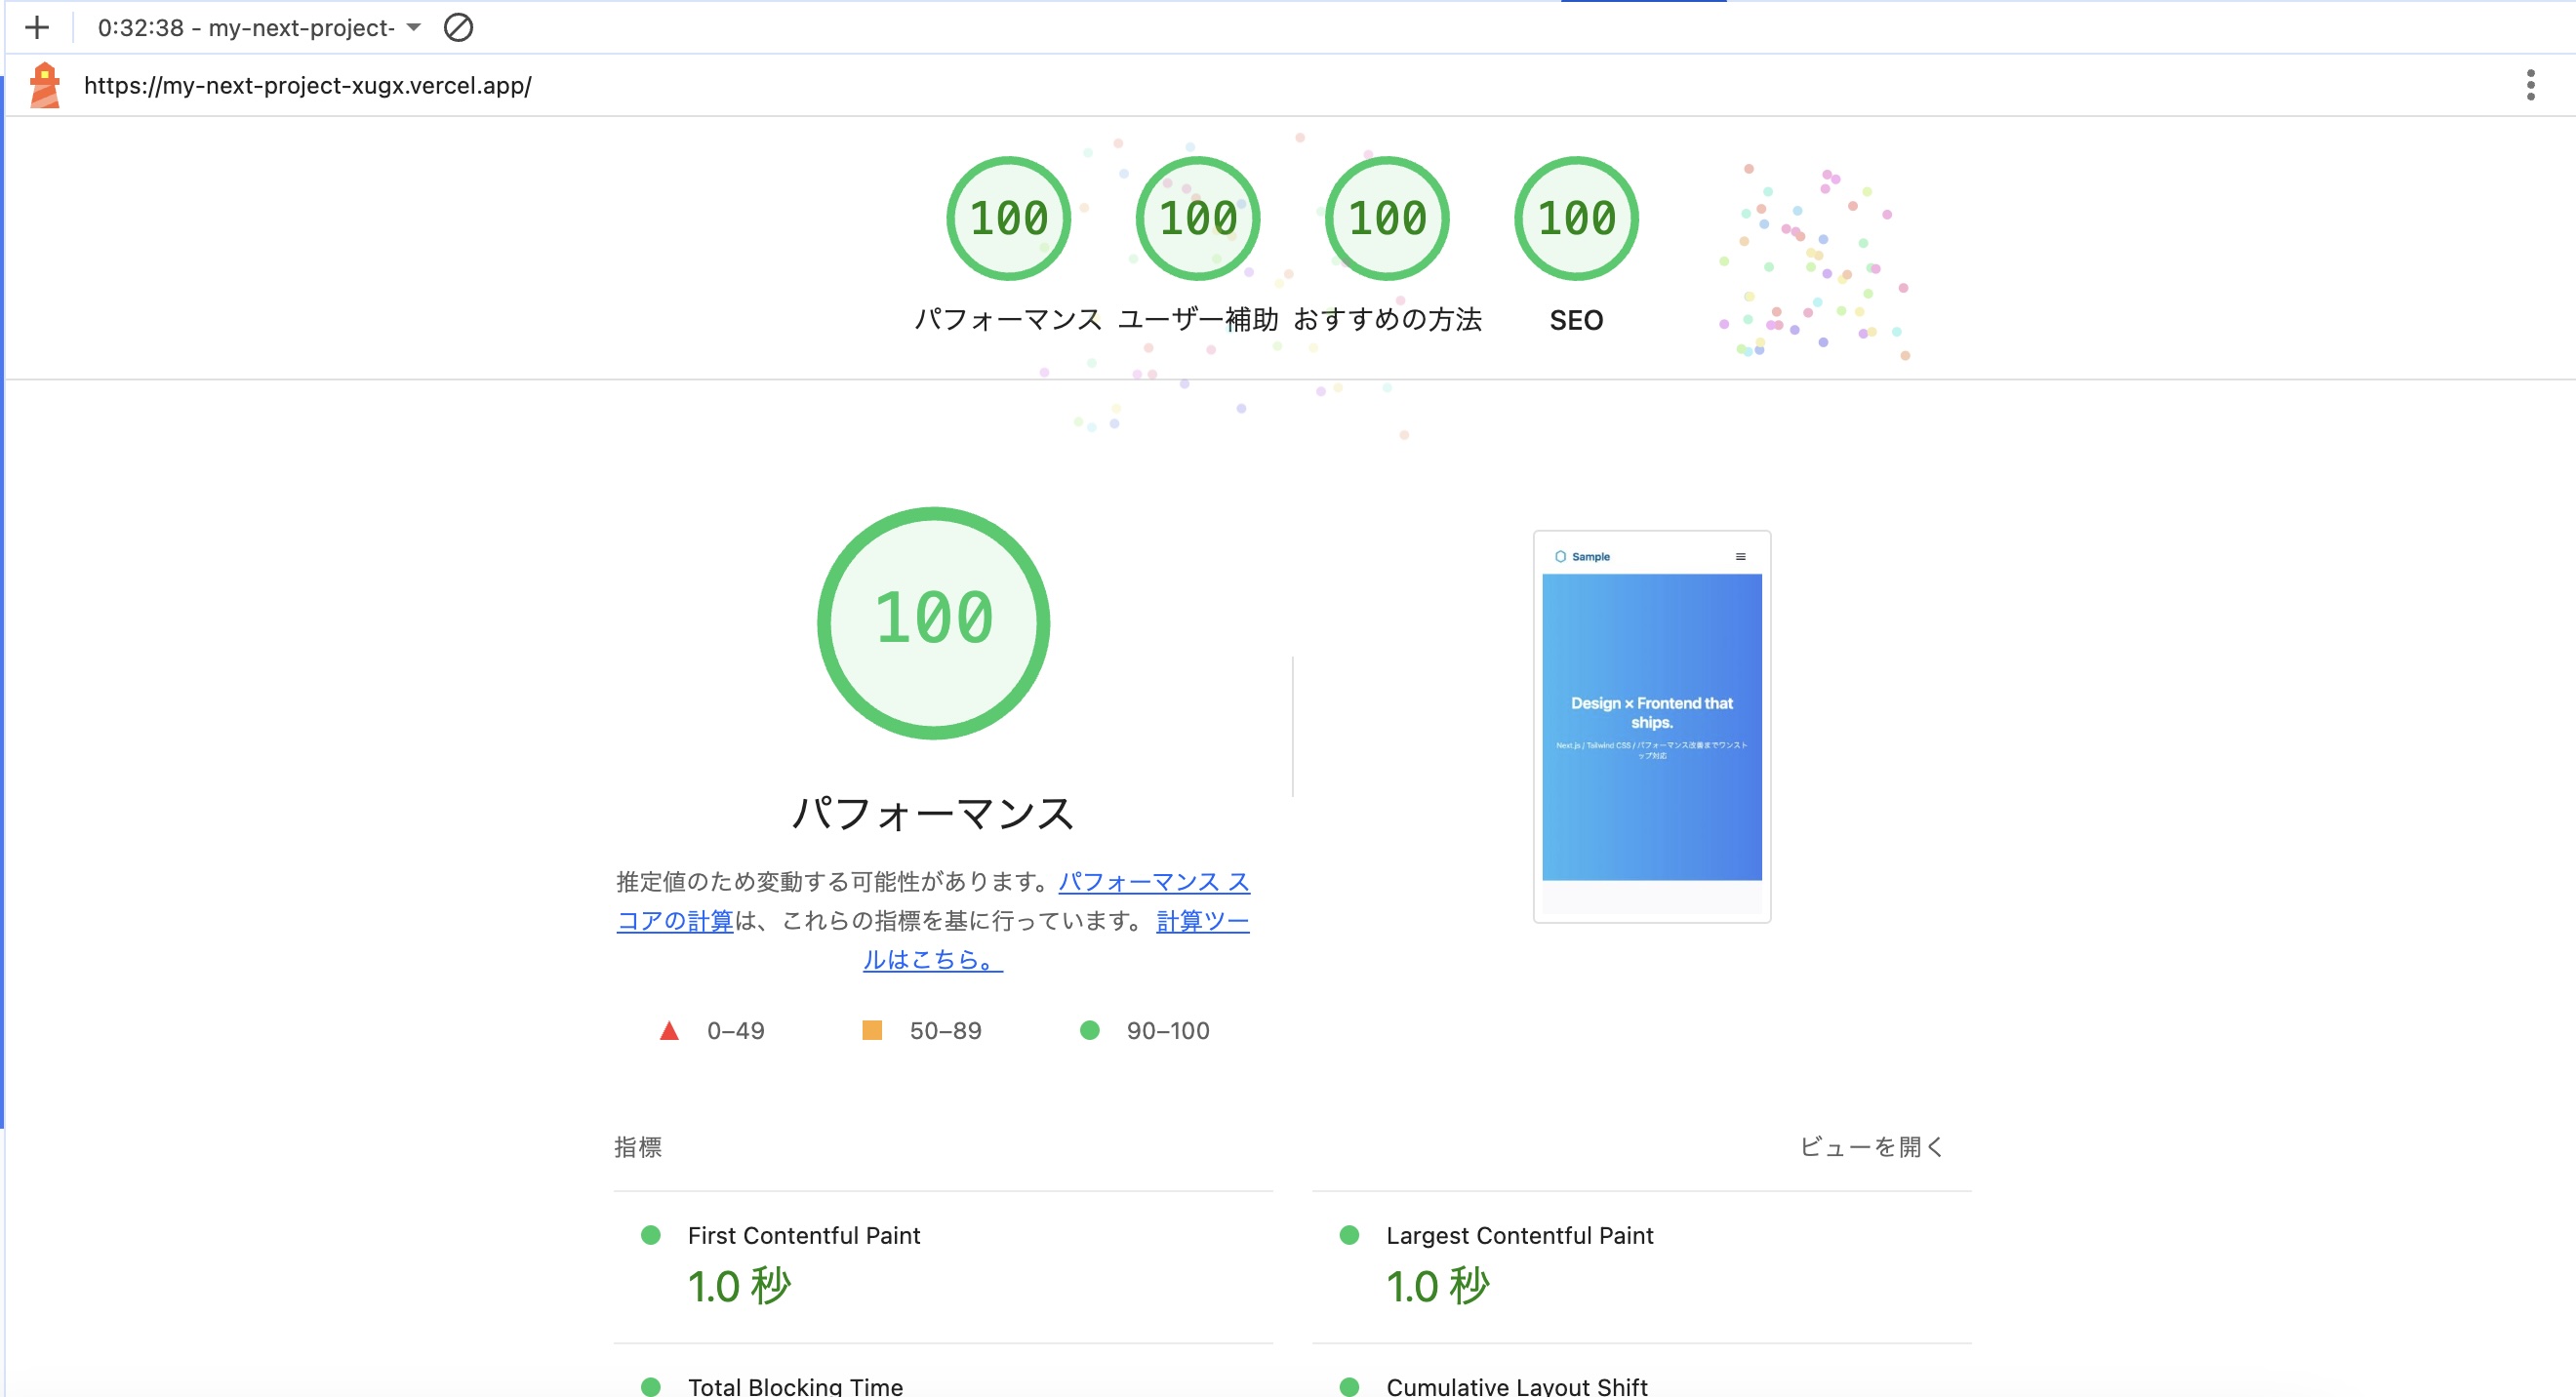 0:32:38 - my-next-project-
https://my-next-project-xugx.vercel.app/
100 100 100 100
パフォーマンス ユーザー補助 おすすめの方法 SEO
100
パフォーマンス
推定値のため変動する可能性があります。パフォーマンス ス
コアの計算は、これらの指標を基に行っています。 計算ツー
ルはこちら。
0–49 50–89 90–100
Sample
Design × Frontend that
ships.
Next.js / Tailwind CSS / パフォーマンス改善までワンスト
ップ対応
指標 ビューを開く
First Contentful Paint
1.0 秒
Largest Contentful Paint
1.0 秒
Total Blocking Time
Cumulative Layout Shift